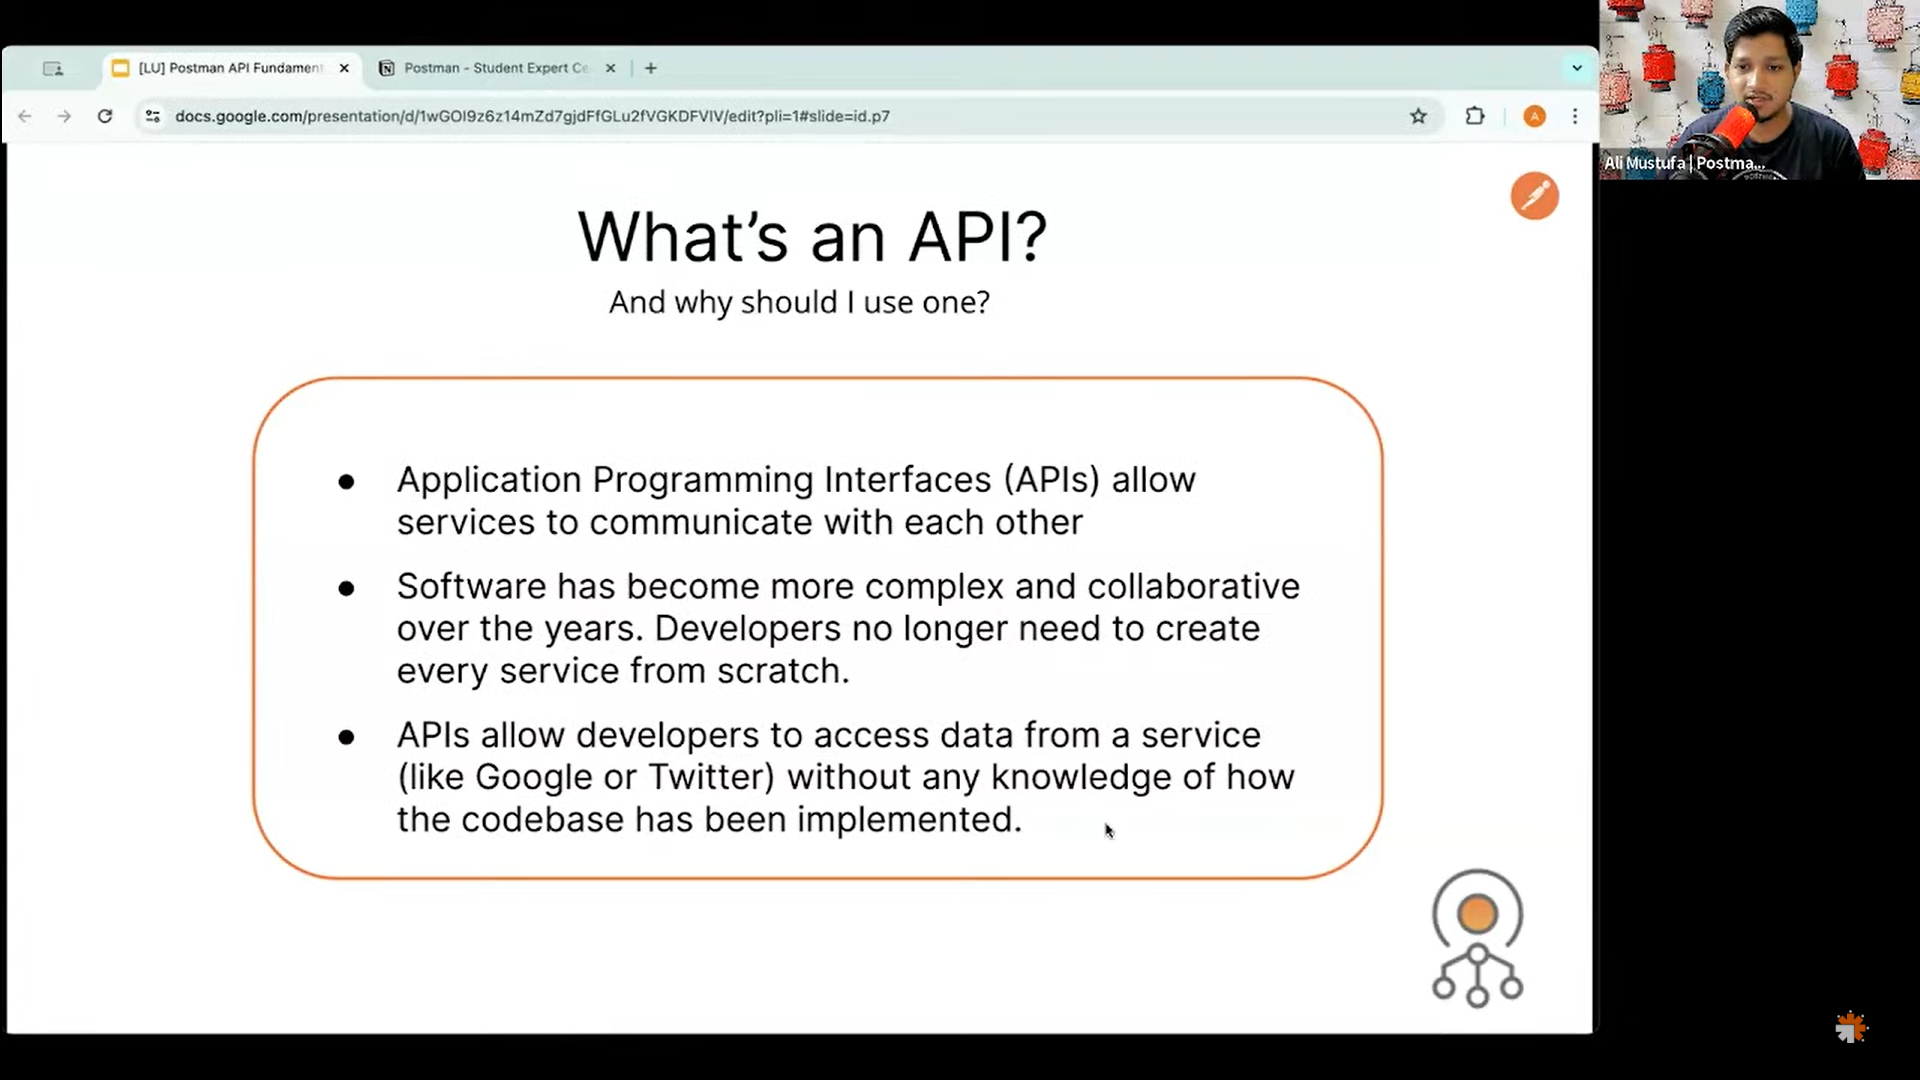 [LU] Postman API Fundament
Postman - Student Expert Ce
docs.google.com/presentation/d/1wGOI9z6z14mZd7gjdFfGLu2fVGKDFVIV/edit?pli=1#slide=id.p7
A
Ali Mustufa | Postma...
What's an API?
And why should I use one?
● Application Programming Interfaces (APIs) allow
services to communicate with each other
● Software has become more complex and collaborative
over the years. Developers no longer need to create
every service from scratch.
● APIs allow developers to access data from a service
(like Google or Twitter) without any knowledge of how
the codebase has been implemented.